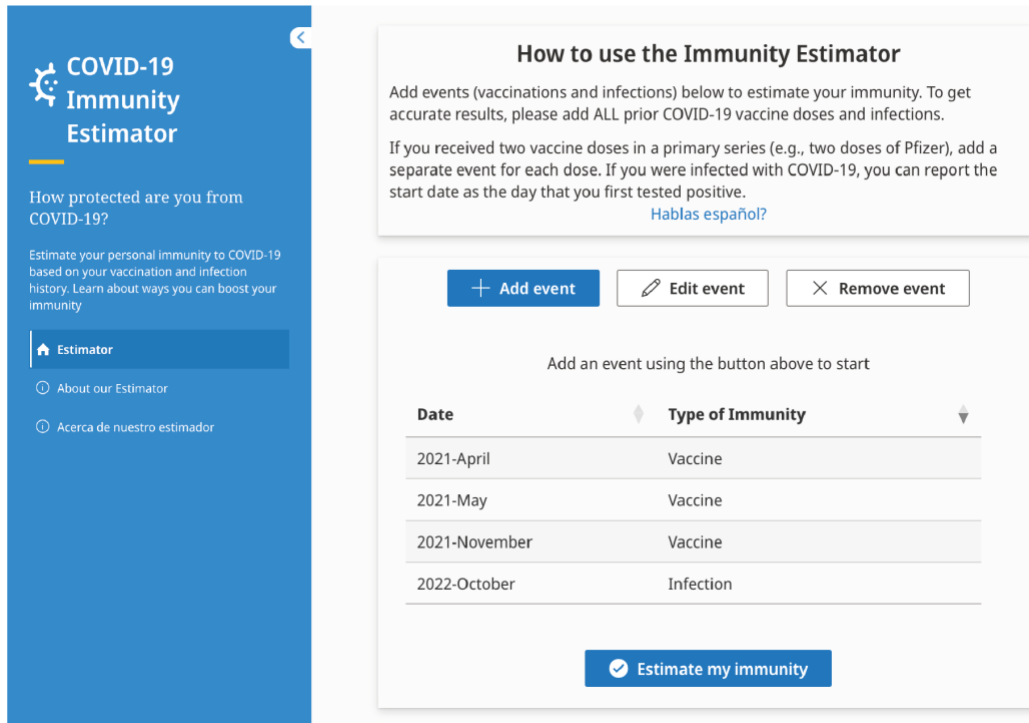 COVID-19
Immunity
Estimator
How protected are you from
COVID-19?
Estimate your personal immunity to COVID-19
based on your vaccination and infection
history. Learn about ways you can boost your
immunity
Estimator
About our Estimator
Acerca de nuestro estimador
How to use the Immunity Estimator
Add events (vaccinations and infections) below to estimate your immunity. To get
accurate results, please add ALL prior COVID-19 vaccine doses and infections.
If you received two vaccine doses in a primary series (e.g., two doses of Pfizer), add a
separate event for each dose. If you were infected with COVID-19, you can report the
start date as the day that you first tested positive.
Hablas español?
Add event Edit event Remove event
Add an event using the button above to start
Date Type of Immunity
2021-April Vaccine
2021-May Vaccine
2021-November Vaccine
2022-October Infection
Estimate my immunity